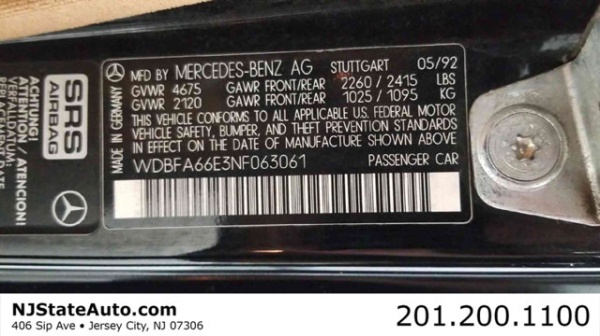 MFD BY MERCEDES-BENZ AG STUTTGART 05/92
GVWR 4675 GAWR FRONT/REAR 2260/2415 LBS
GVWR 2120 GAWR FRONT/REAR 1025/1095 KG
THIS VEHICLE CONFORMS TO ALL APPLICABLE U.S. FEDERAL MOTOR
VEHICLE SAFETY, BUMPER, AND THEFT PREVENTION STANDARDS
IN EFFECT ON THE DATE OF MANUFACTURE SHOWN ABOVE.
WDBFA66E3NF063061 PASSENGER CAR
MADE IN GERMANY
SRS
AIRBAG
ACHTUNG!
ATTENTION / ATENCION!
NJStateAuto.com
406 Sip Ave • Jersey City, NJ 07306
201.200.1100